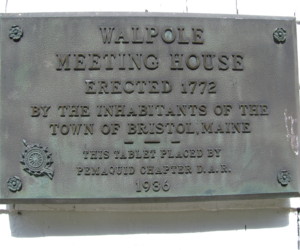 WALPOLE
MEETING HOUSE
ERECTED 1772
BY THE INHABITANTS OF THE
TOWN OF BRISTOL, MAINE
THIS TABLET PLACED BY
PEMAQUID CHAPTER D.A.R.
1936